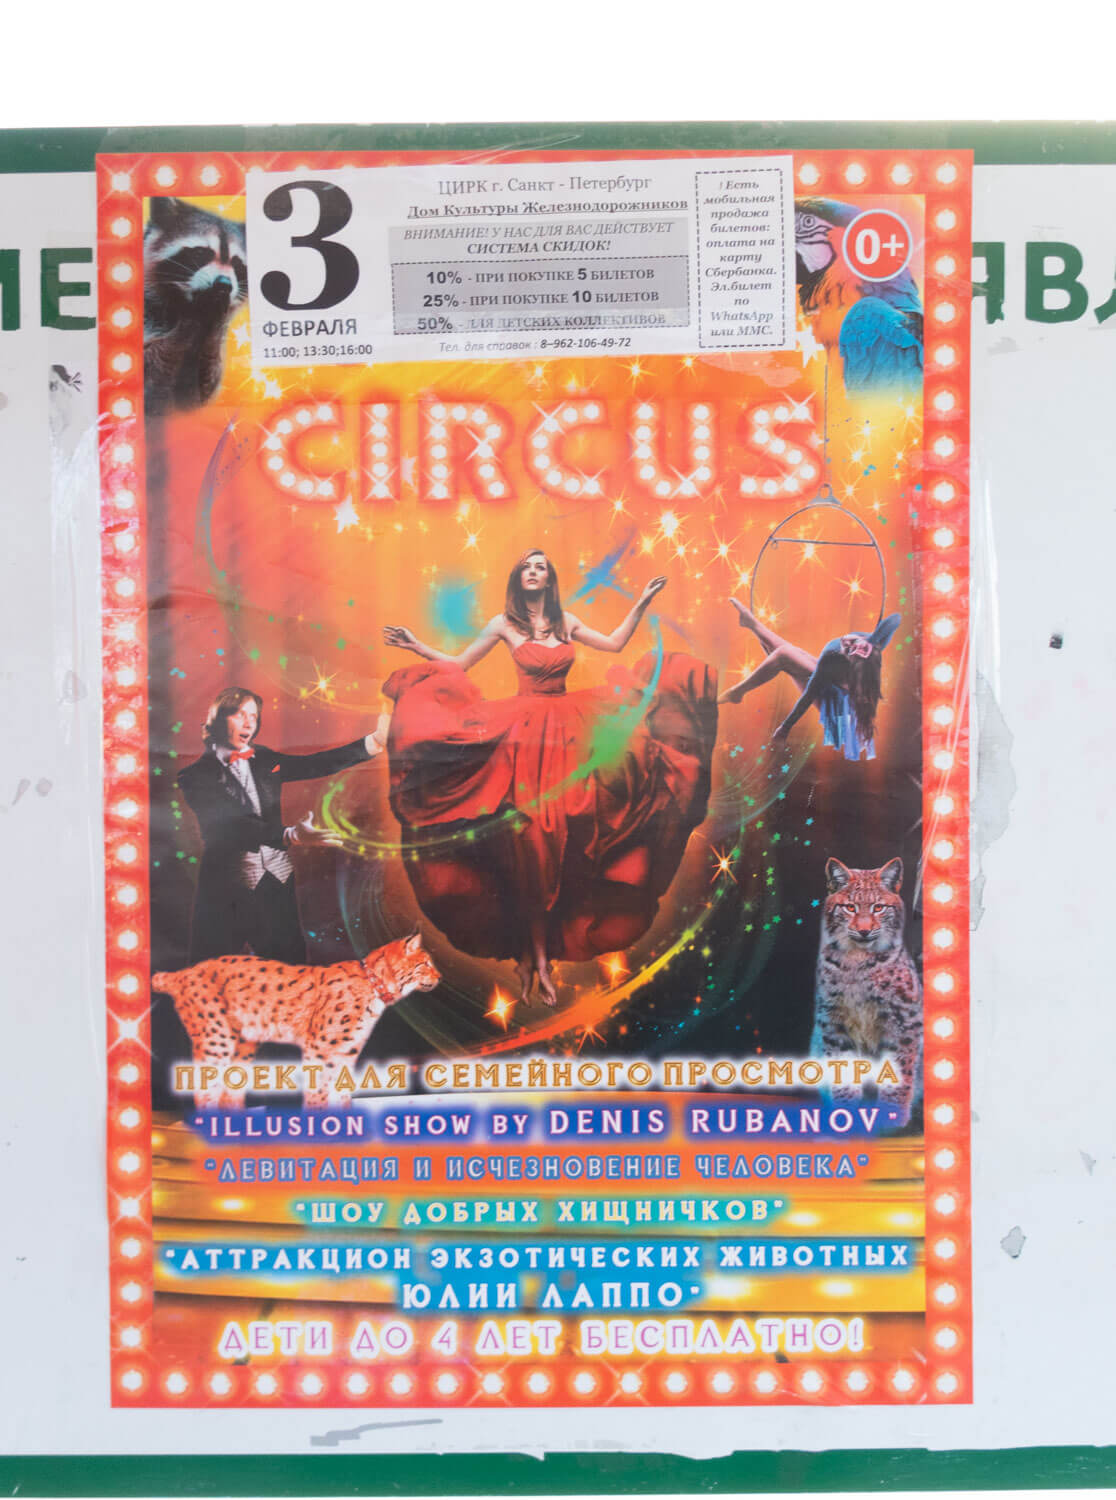 3
ФЕВРАЛЯ
11:00; 13:30;16:00
ЦИРК г. Санкт - Петербург
Дом Культуры Железнодорожников
ВНИМАНИЕ! У НАС ДЛЯ ВАС ДЕЙСТВУЕТ
СИСТЕМА СКИДОК!
10% - ПРИ ПОКУПКЕ 5 БИЛЕТОВ
25% - ПРИ ПОКУПКЕ 10 БИЛЕТОВ
50% - ДЛЯ ДЕТСКИХ КОЛЛЕКТИВОВ
Тел. для справок : 8–962-106-49-72
! Есть
мобильная
продажа
билетов:
оплата на
карту
Сбербанка.
Эл.билет
по
WhatsApp
или ММС.
0+
CIRCUS
ПРОЕКТ ДЛЯ СЕМЕЙНОГО ПРОСМОТРА
"ILLUSION SHOW BY DENIS RUBANOV"
"ЛЕВИТАЦИЯ И ИСЧЕЗНОВЕНИЕ ЧЕЛОВЕКА"
"ШОУ ДОБРЫХ ХИЩНИЧКОВ"
"АТТРАКЦИОН ЭКЗОТИЧЕСКИХ ЖИВОТНЫХ
ЮЛИИ ЛАППО"
ДЕТИ ДО 4 ЛЕТ БЕСПЛАТНО!